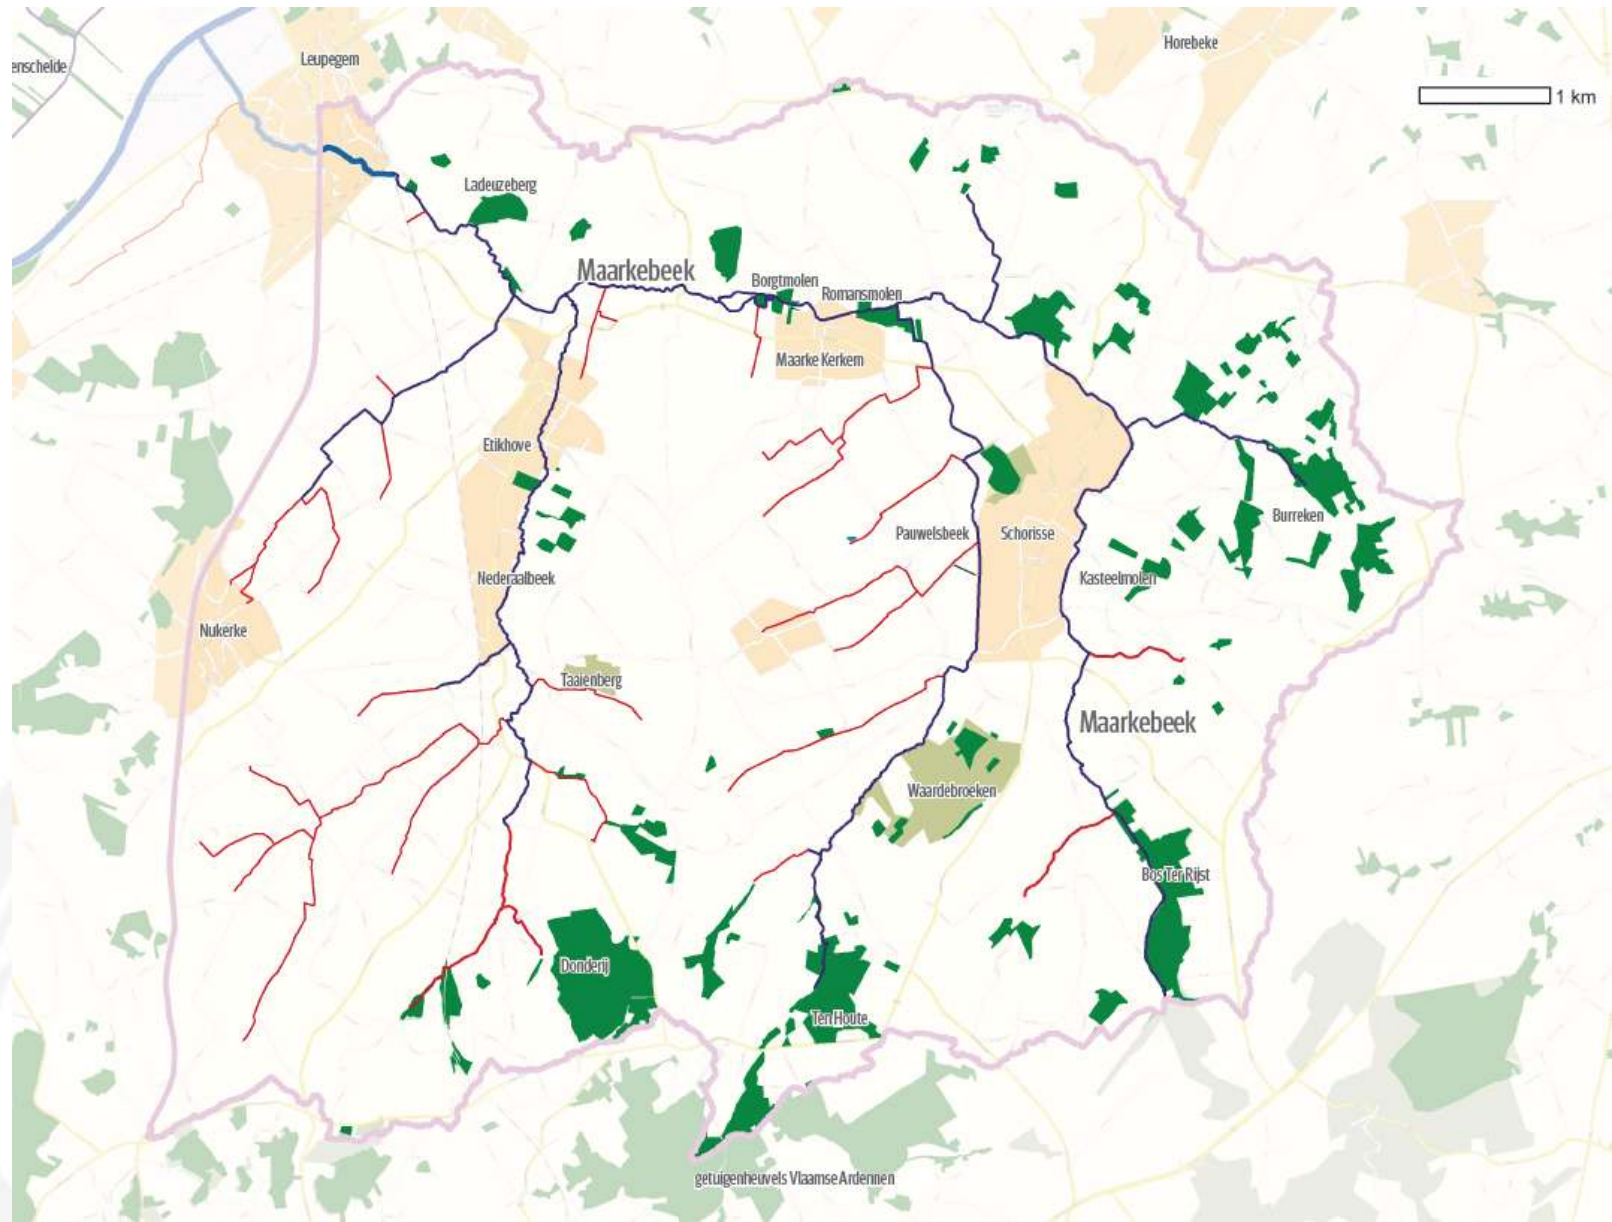 Horebeke
Leupegem
enschelde
1 km
Ladeuzeberg
Maarkebeek
Borgtmolen
Romansmolen
Maarke Kerkem
Etikhove
Burreken
Pauwelsbeek
Schorisse
Nederaalbeek
Kasteelmolen
Nukerke
Taaienberg
Maarkebeek
Waardebroeken
Bos Ter Rijst
Donderij
Ten Houte
getuigenheuvels Vlaamse Ardennen